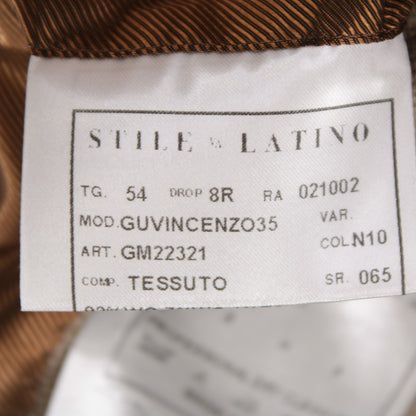 STILE LATINO
TG. 54 DROP 8R RA 021002
MOD. GUVINCENZO35 VAR.
COL. N10
ART. GM22321
COMP. TESSUTO SR. 065